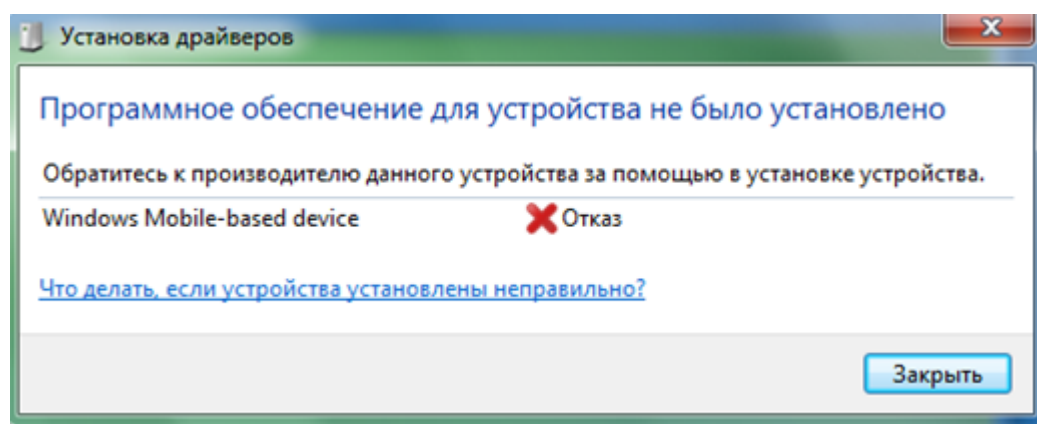 Установка драйверов
Программное обеспечение для устройства не было установлено
Обратитесь к производителю данного устройства за помощью в установке устройства.
Windows Mobile-based device Отказ
Что делать, если устройства установлены неправильно?
Закрыть